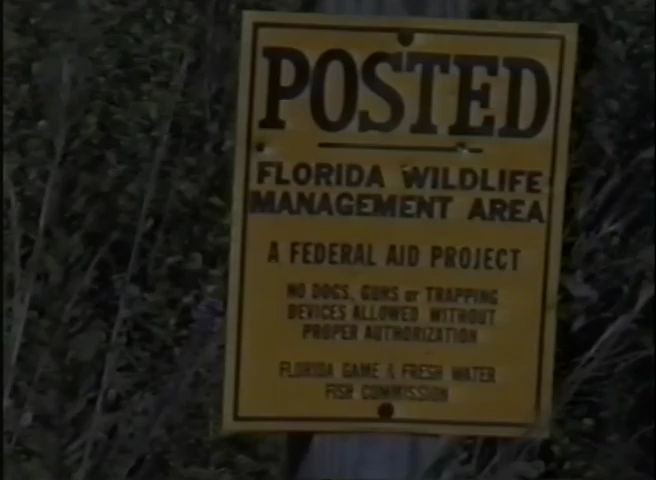 POSTED
FLORIDA WILDLIFE
MANAGEMENT AREA
A FEDERAL AID PROJECT
NO DOGS, GUNS or TRAPPING
DEVICES ALLOWED WITHOUT
PROPER AUTHORIZATION
FLORIDA GAME & FRESH WATER
FISH COMMISSION